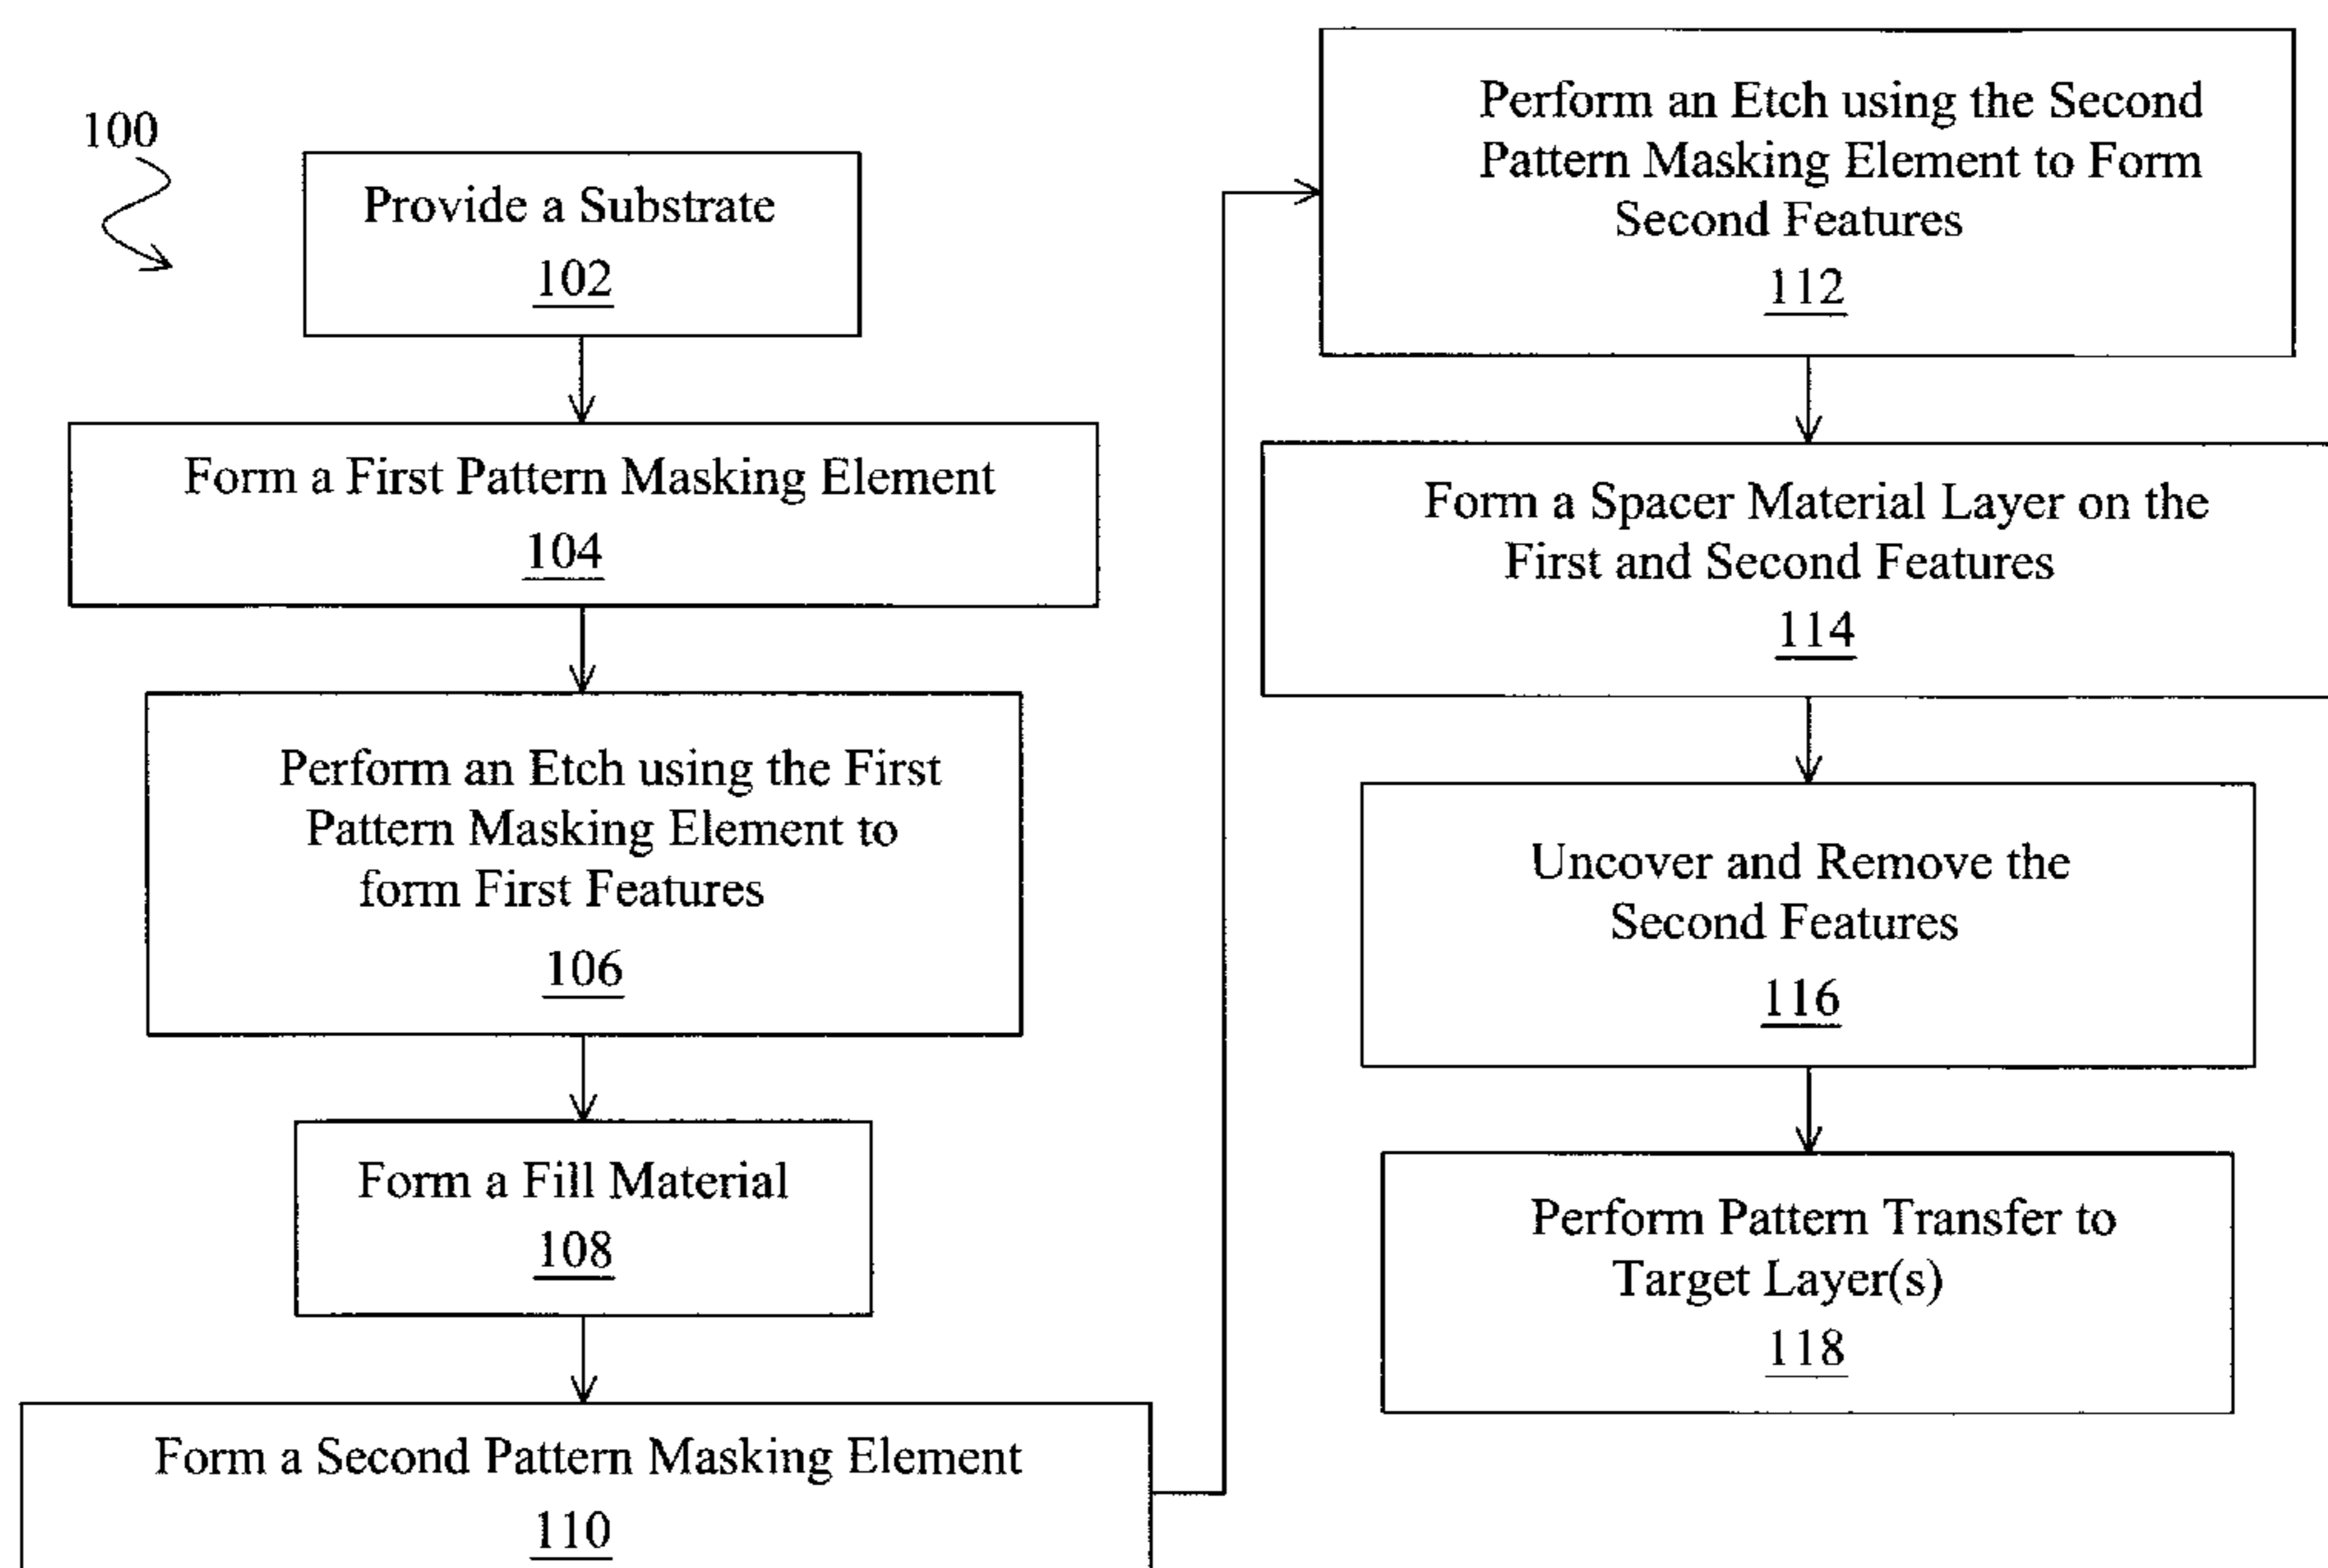 100
Provide a Substrate
102
Form a First Pattern Masking Element
104
Perform an Etch using the First
Pattern Masking Element to
form First Features
106
Form a Fill Material
108
Form a Second Pattern Masking Element
110
Perform an Etch using the Second
Pattern Masking Element to Form
Second Features
112
Form a Spacer Material Layer on the
First and Second Features
114
Uncover and Remove the
Second Features
116
Perform Pattern Transfer to
Target Layer(s)
118